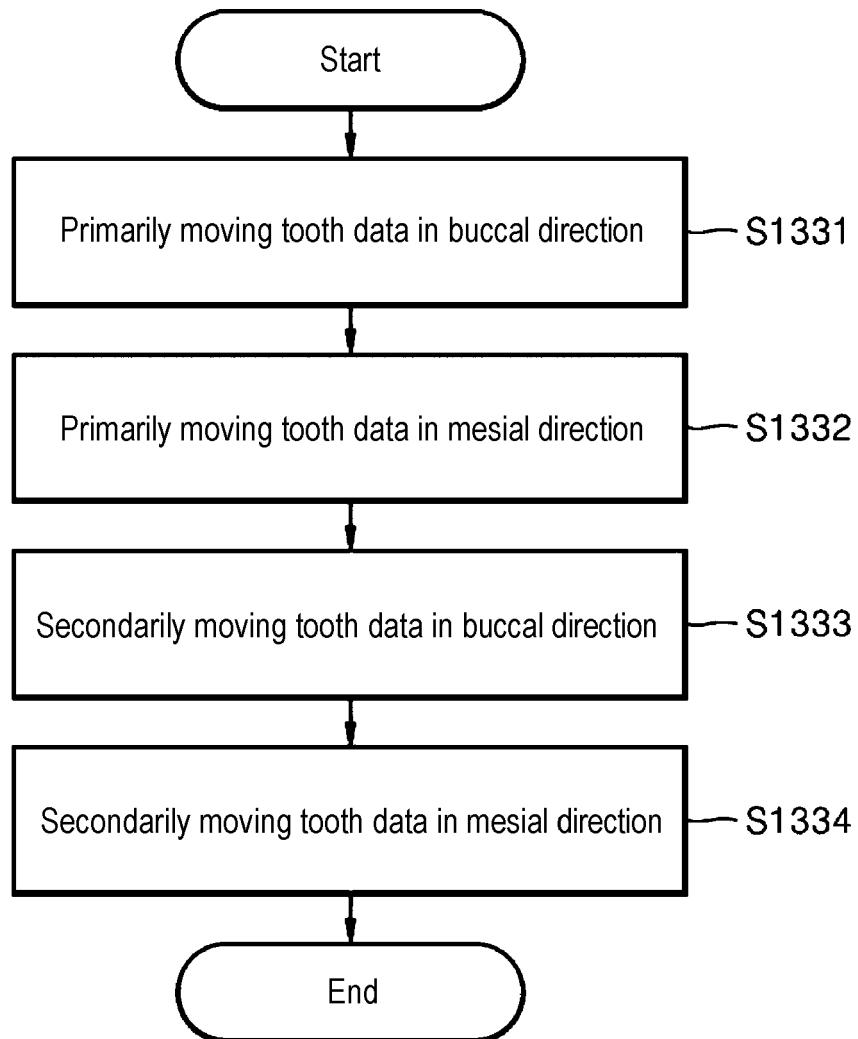 Start
Primarily moving tooth data in buccal direction
S1331
Primarily moving tooth data in mesial direction
S1332
Secondarily moving tooth data in buccal direction
S1333
Secondarily moving tooth data in mesial direction
S1334
End